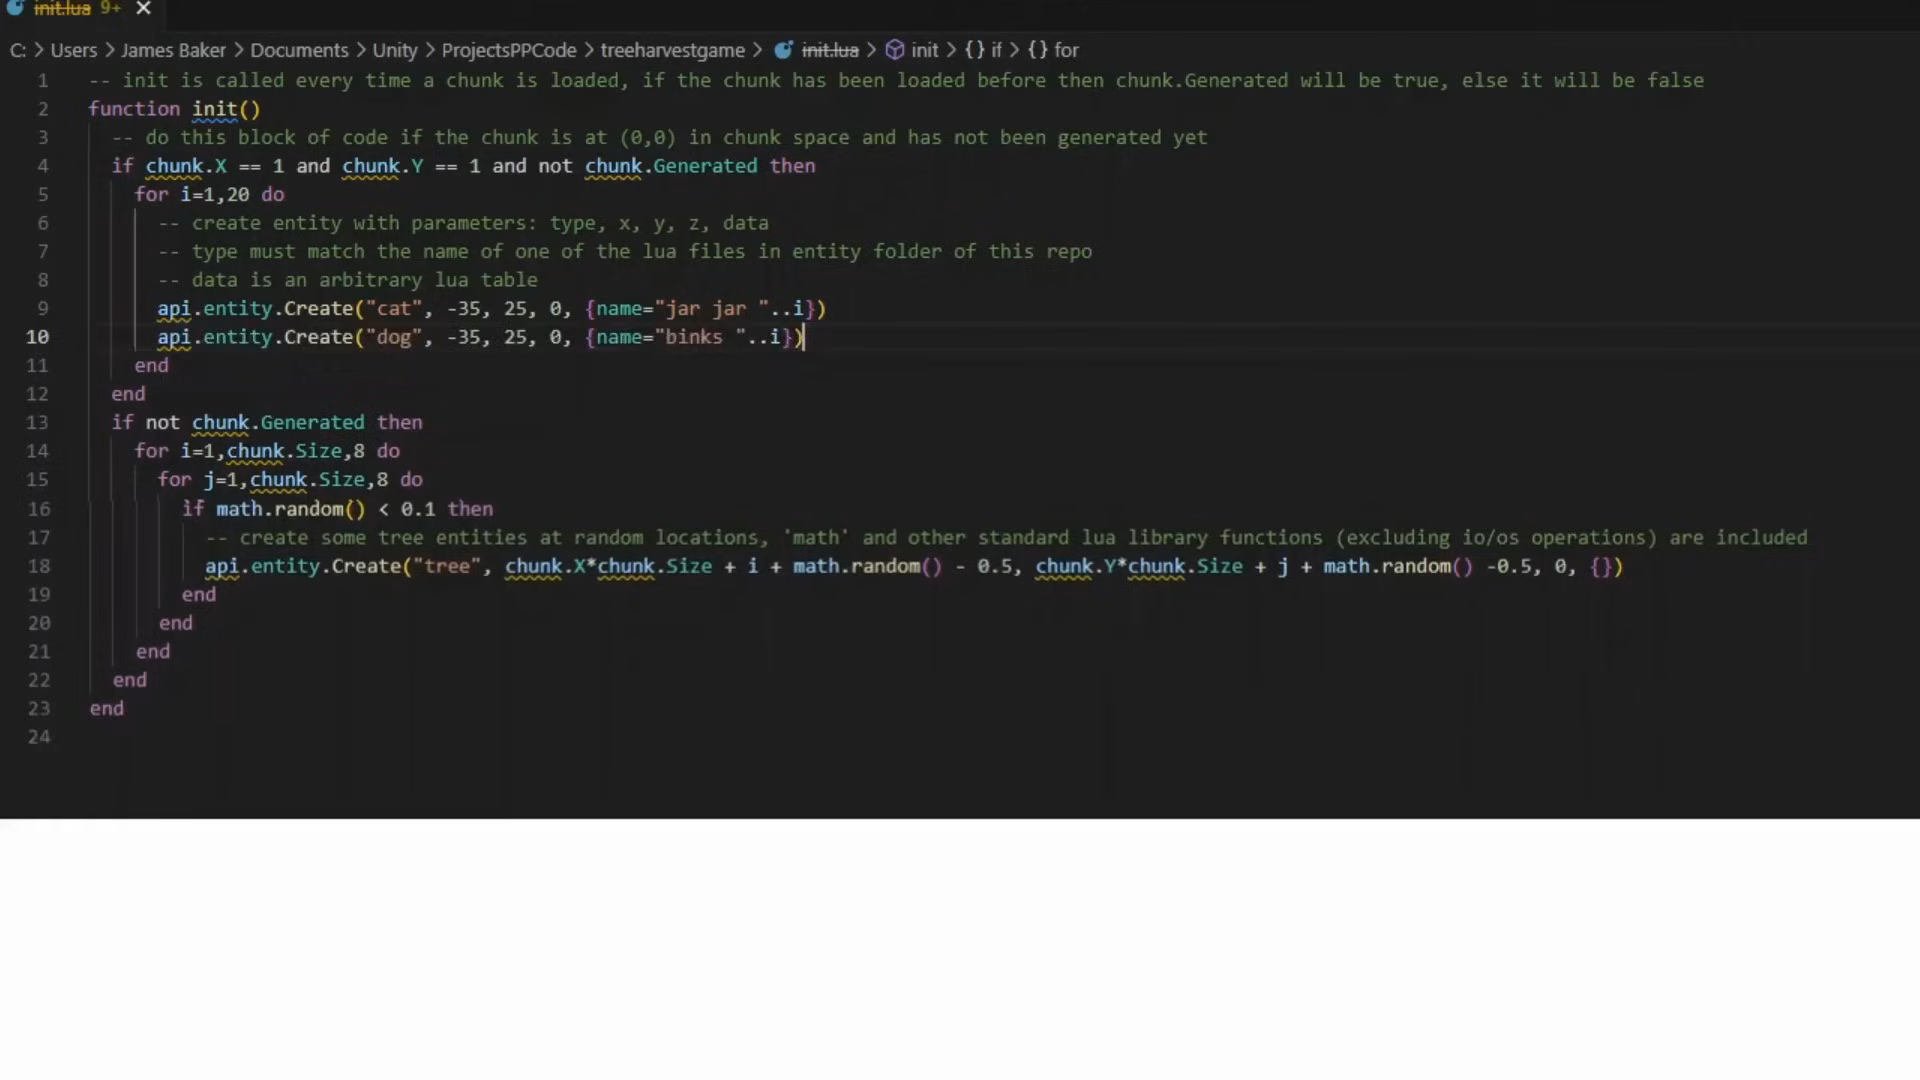 init.lua 9+
C: > Users > James Baker > Documents > Unity > ProjectsPPCode > treeharvestgame > init.lua > init > {} if > {} for
1 -- init is called every time a chunk is loaded, if the chunk has been loaded before then chunk.Generated will be true, else it will be false
2 function init()
3 -- do this block of code if the chunk is at (0,0) in chunk space and has not been generated yet
4 if chunk.X == 1 and chunk.Y == 1 and not chunk.Generated then
5 for i=1,20 do
6 -- create entity with parameters: type, x, y, z, data
7 -- type must match the name of one of the lua files in entity folder of this repo
8 -- data is an arbitrary lua table
9 api.entity.Create("cat", -35, 25, 0, {name="jar jar "..i})
10 api.entity.Create("dog", -35, 25, 0, {name="binks "..i})
11 end
12 end
13 if not chunk.Generated then
14 for i=1,chunk.Size,8 do
15 for j=1,chunk.Size,8 do
16 if math.random() < 0.1 then
17 -- create some tree entities at random locations, 'math' and other standard lua library functions (excluding io/os operations) are included
18 api.entity.Create("tree", chunk.X*chunk.Size + i + math.random() - 0.5, chunk.Y*chunk.Size + j + math.random() -0.5, 0, {})
19 end
20 end
21 end
22 end
23 end
24